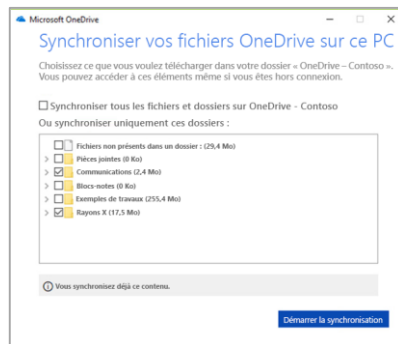 Microsoft OneDrive
Synchroniser vos fichiers OneDrive sur ce PC
Choisissez ce que vous voulez télécharger dans votre dossier « OneDrive – Contoso ».
Vous pouvez accéder à ces éléments même si vous êtes hors connexion.
Synchroniser tous les fichiers et dossiers sur OneDrive - Contoso
Ou synchroniser uniquement ces dossiers :
Fichiers non présents dans un dossier : (29,4 Mo)
Pièces jointes (0 Ko)
Communications (2,4 Mo)
Blocs-notes (0 Ko)
Exemples de travaux (255,4 Mo)
Rayons X (17,5 Mo)
Vous synchronisez déjà ce contenu.
Démarrer la synchronisation